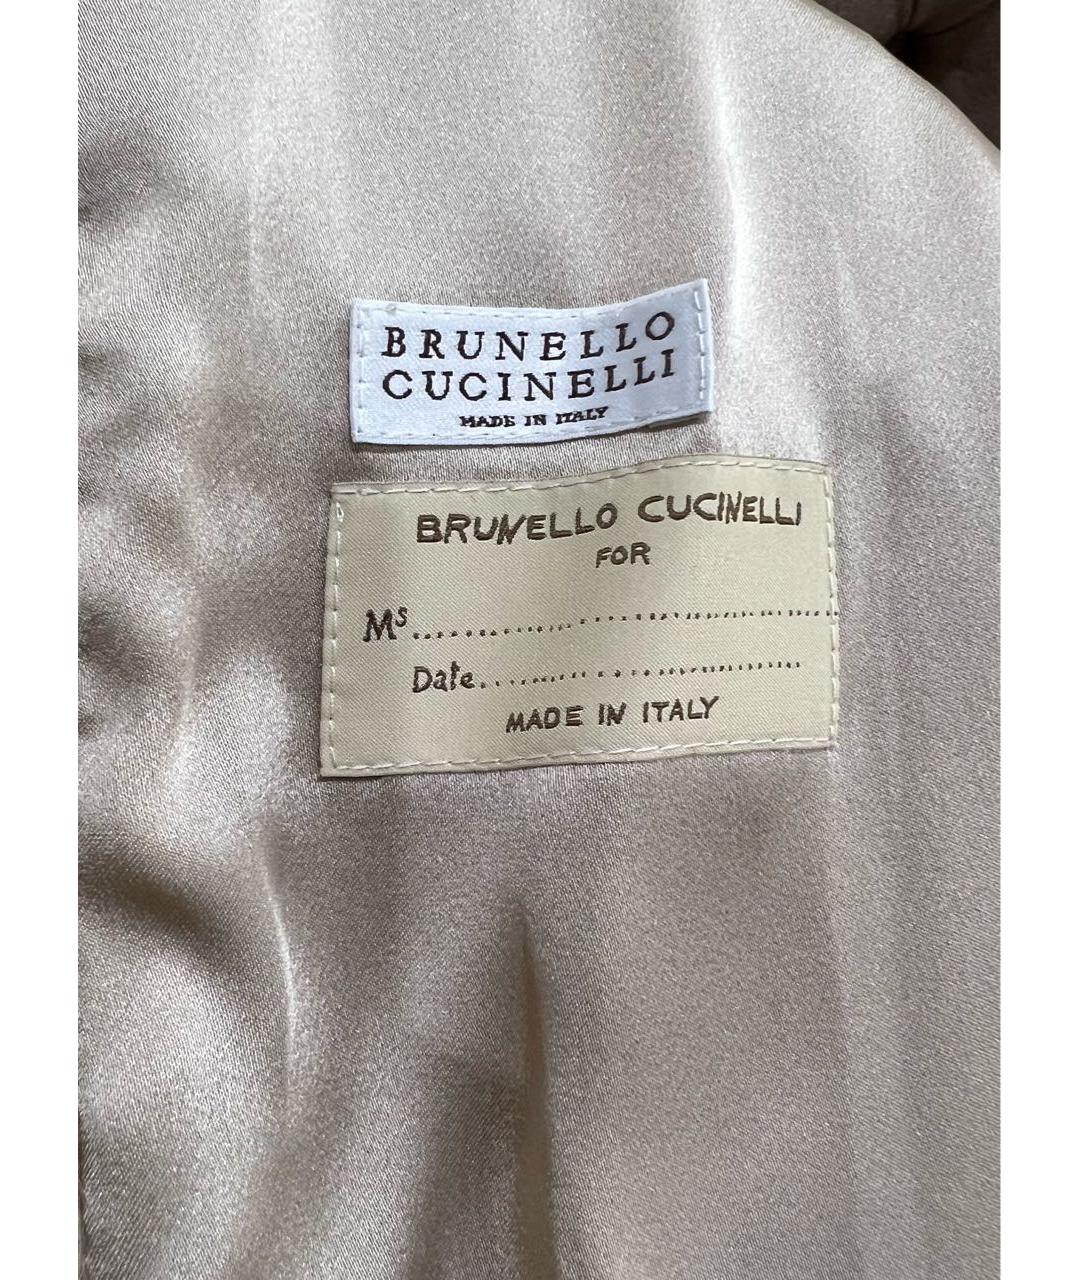 BRUNELLO
CUCINELLI
MADE IN ITALY
BRUNELLO CUCINELLI
FOR
Ms........................................
Date..............................
MADE IN ITALY